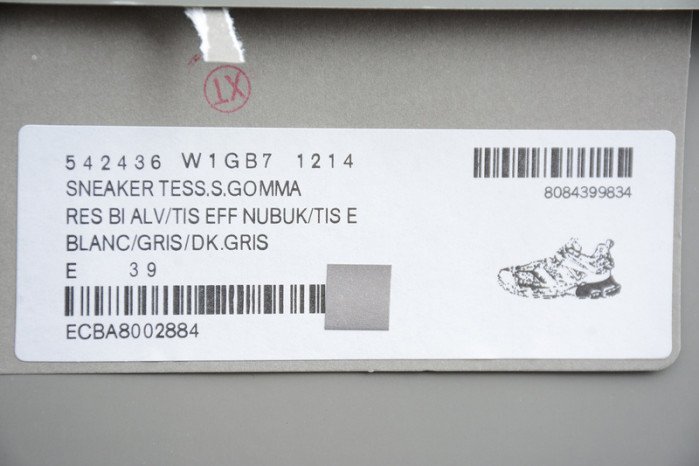 XT
542436 W1GB7 1214
SNEAKER TESS.S.GOMMA
RES BI ALV/TIS EFF NUBUK/TIS E
BLANC/GRIS/DK.GRIS
E 39
ECBA8002884
8084399834